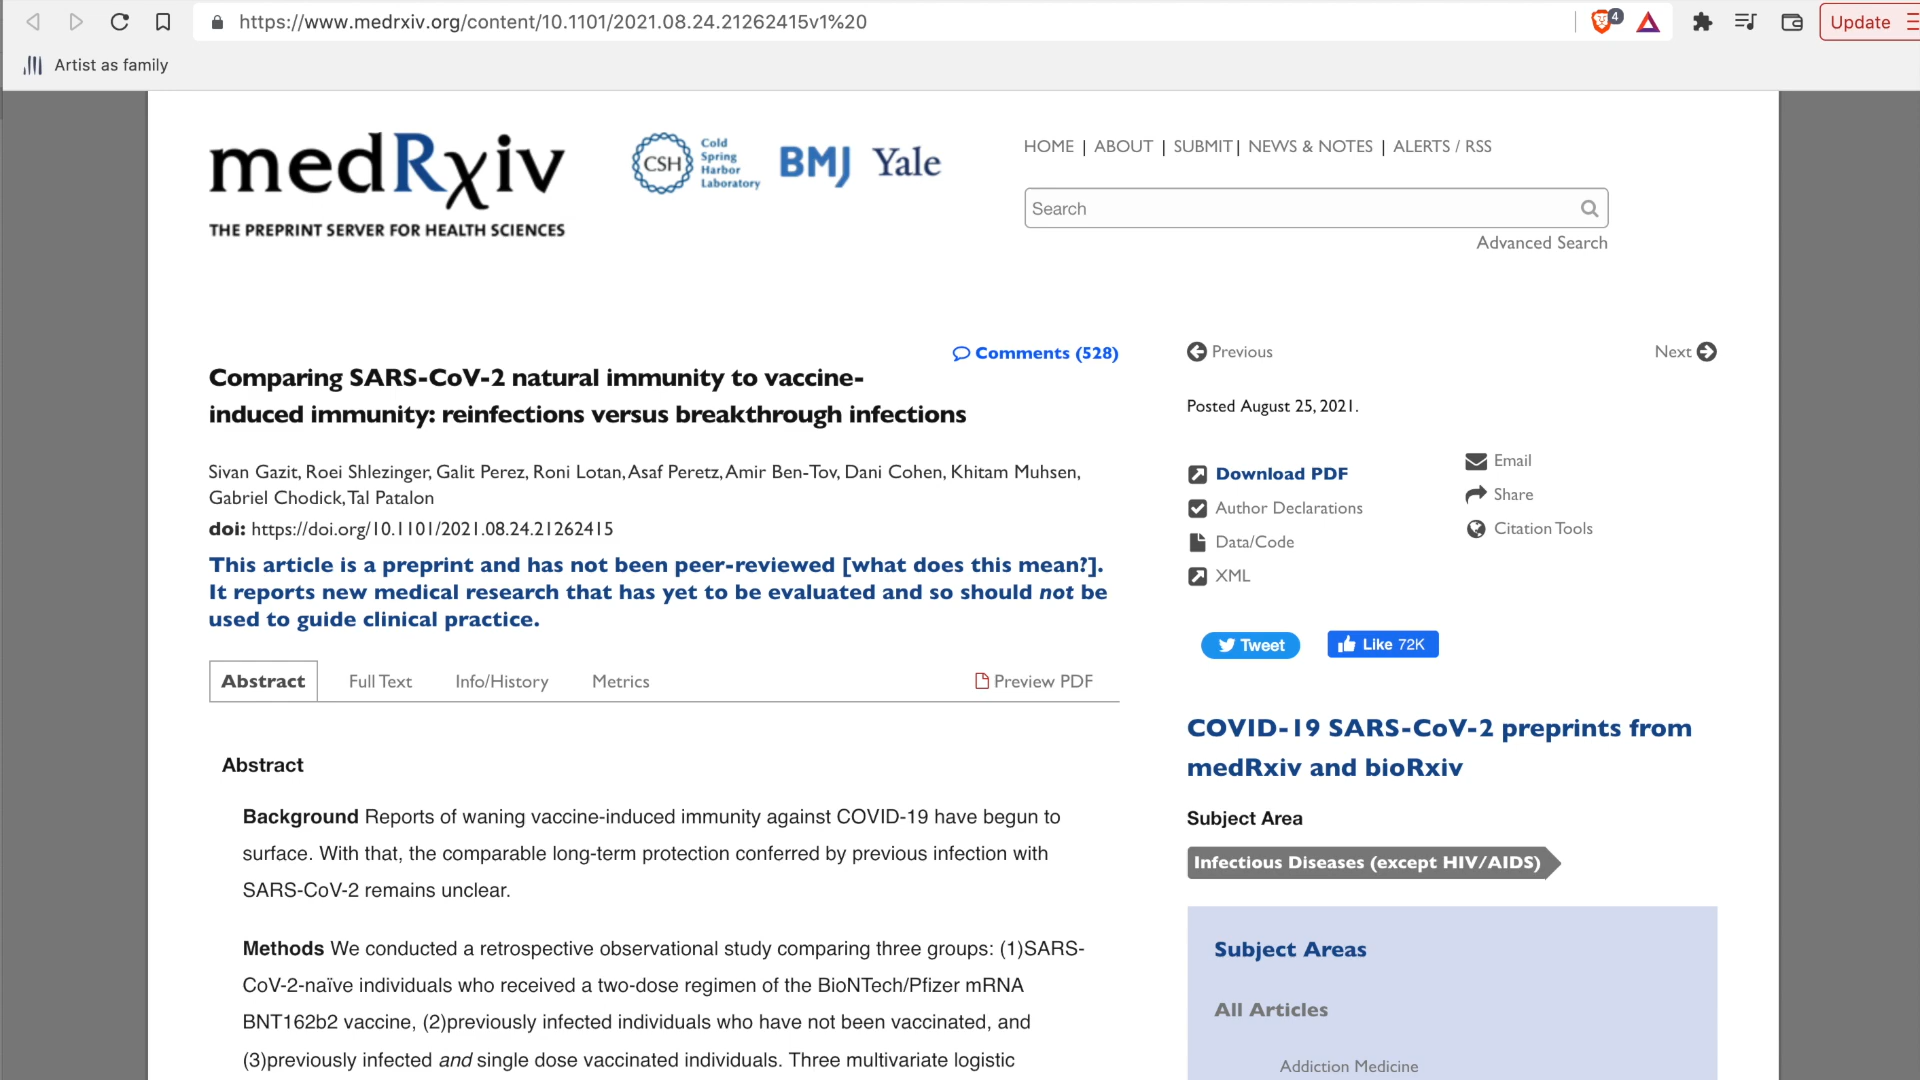 https://www.medrxiv.org/content/10.1101/2021.08.24.21262415v1%20
4
Update
Artist as family
medRxiv
THE PREPRINT SERVER FOR HEALTH SCIENCES
CSH
Cold
Spring
Harbor
Laboratory
BMJ
Yale
HOME | ABOUT | SUBMIT | NEWS & NOTES | ALERTS / RSS
Search
Advanced Search
Comments (528)
Comparing SARS-CoV-2 natural immunity to vaccine-
induced immunity: reinfections versus breakthrough infections
Sivan Gazit, Roei Shlezinger, Galit Perez, Roni Lotan, Asaf Peretz, Amir Ben-Tov, Dani Cohen, Khitam Muhsen,
Gabriel Chodick, Tal Patalon
doi: https://doi.org/10.1101/2021.08.24.21262415
This article is a preprint and has not been peer-reviewed [what does this mean?].
It reports new medical research that has yet to be evaluated and so should not be
used to guide clinical practice.
Abstract Full Text Info/History Metrics Preview PDF
Abstract
Background Reports of waning vaccine-induced immunity against COVID-19 have begun to
surface. With that, the comparable long-term protection conferred by previous infection with
SARS-CoV-2 remains unclear.
Methods We conducted a retrospective observational study comparing three groups: (1)SARS-
CoV-2-naïve individuals who received a two-dose regimen of the BioNTech/Pfizer mRNA
BNT162b2 vaccine, (2)previously infected individuals who have not been vaccinated, and
(3)previously infected and single dose vaccinated individuals. Three multivariate logistic
Previous
Next
Posted August 25, 2021.
Download PDF
Author Declarations
Data/Code
XML
Email
Share
Citation Tools
Tweet
Like 72K
COVID-19 SARS-CoV-2 preprints from
medRxiv and bioRxiv
Subject Area
Infectious Diseases (except HIV/AIDS)
Subject Areas
All Articles
Addiction Medicine